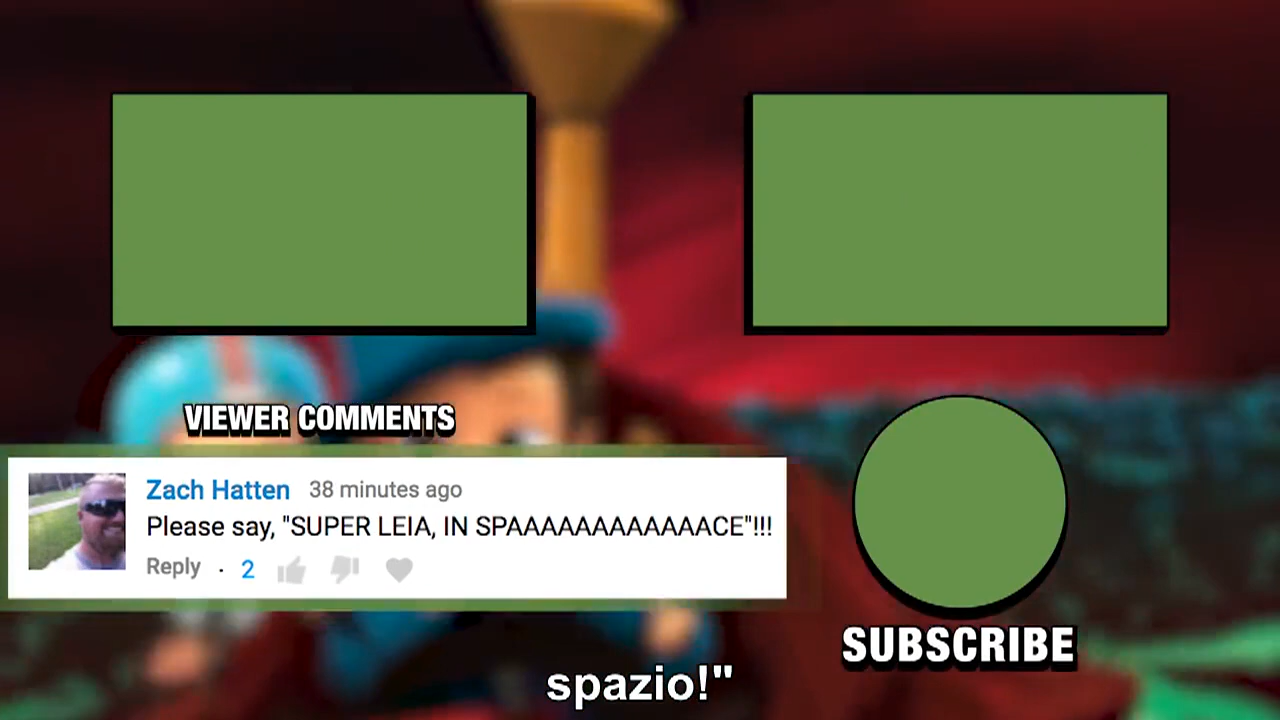 VIEWER COMMENTS
Zach Hatten 38 minutes ago
Please say, "SUPER LEIA, IN SPAAAAAAAAAAAACE"!!!
Reply · 2
SUBSCRIBE
spazio!"